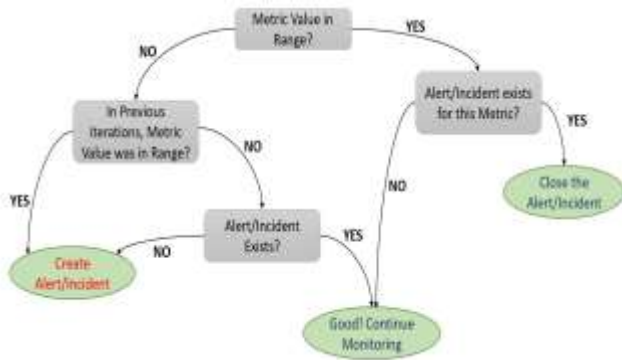 Metric Value in
Range?
NO
YES
In Previous
iterations, Metric
Value was in Range?
Alert/Incident exists
for this Metric?
YES
NO
NO
YES
Close the
Alert/Incident
Alert/Incident
Exists?
NO
YES
Create
Alert/Incident
Good! Continue
Monitoring